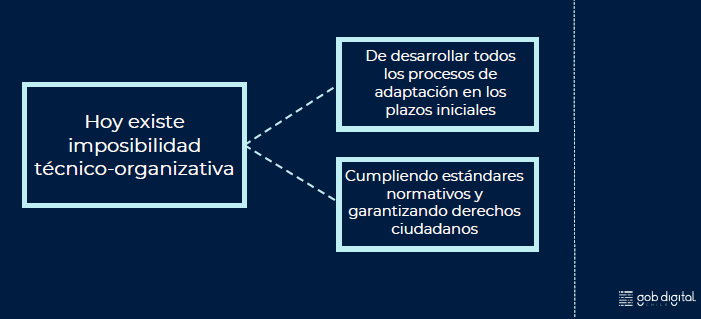 Hoy existe
imposibilidad
técnico-organizativa
De desarrollar todos
los procesos de
adaptación en los
plazos iniciales
Cumpliendo estándares
normativos y
garantizando derechos
ciudadanos
gob digital
CHILE